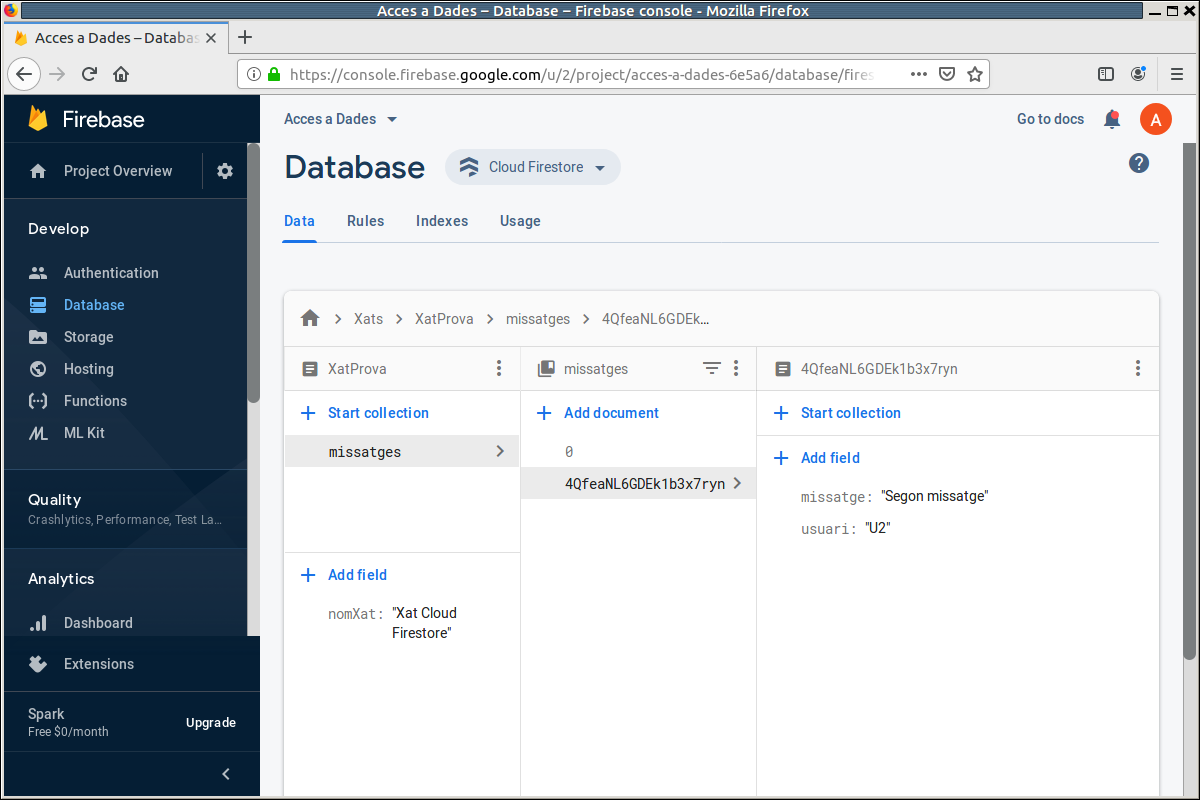 Acces a Dades – Database – Firebase console - Mozilla Firefox
Acces a Dades – Databas
https://console.firebase.google.com/u/2/project/acces-a-dades-6e5a6/database/fires
Firebase
Project Overview
Develop
Authentication
Database
Storage
Hosting
Functions
ML Kit
Quality
Crashlytics, Performance, Test La…
Analytics
Dashboard
Extensions
Spark
Free $0/month
Upgrade
Acces a Dades
Go to docs
A
Database
Cloud Firestore
?
Data Rules Indexes Usage
Xats > XatProva > missatges > 4QfeaNL6GDEk…
XatProva
Start collection
missatges
Add field
nomXat: "Xat Cloud
Firestore"
missatges
Add document
0
4QfeaNL6GDEk1b3x7ryn
4QfeaNL6GDEk1b3x7ryn
Start collection
Add field
missatge: "Segon missatge"
usuari: "U2"